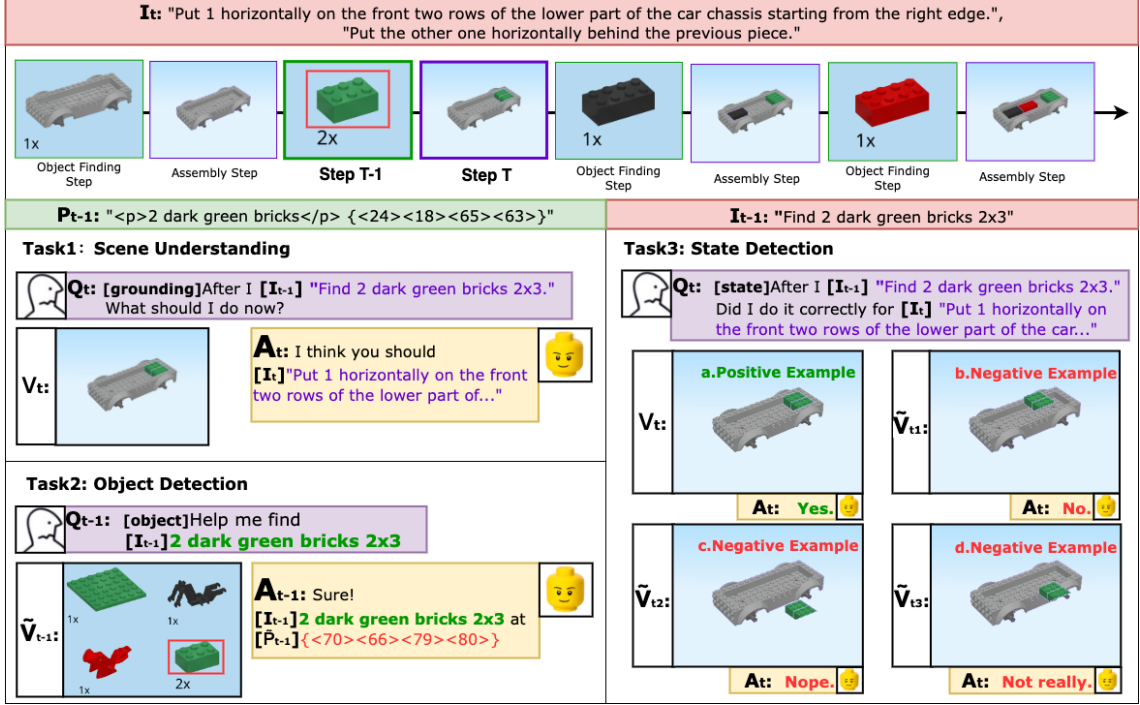 It: "Put 1 horizontally on the front two rows of the lower part of the car chassis starting from the right edge.",
"Put the other one horizontally behind the previous piece."
1x
Object Finding
Step
Assembly Step
2x
Step T-1
Step T
1x
Object Finding
Step
Assembly Step
1x
Object Finding
Step
Assembly Step
Pt-1: "<p>2 dark green bricks</p> {<24><18><65><63>}"
It-1: "Find 2 dark green bricks 2x3"
Task1: Scene Understanding
Qt: [grounding]After I [It-1] "Find 2 dark green bricks 2x3."
What should I do now?
Vt:
At: I think you should
[It]"Put 1 horizontally on the front
two rows of the lower part of..."
Task2: Object Detection
Qt-1: [object]Help me find
[It-1]2 dark green bricks 2x3
Ṽt-1:
1x
1x
1x
2x
At-1: Sure!
[It-1]2 dark green bricks 2x3 at
[P̃t-1]{<70><66><79><80>}
Task3: State Detection
Qt: [state]After I [It-1] "Find 2 dark green bricks 2x3."
Did I do it correctly for [It] "Put 1 horizontally on
the front two rows of the lower part of the car..."
Vt:
a.Positive Example
At: Yes.
Ṽt1:
b.Negative Example
At: No.
Ṽt2:
c.Negative Example
At: Nope.
Ṽt3:
d.Negative Example
At: Not really.